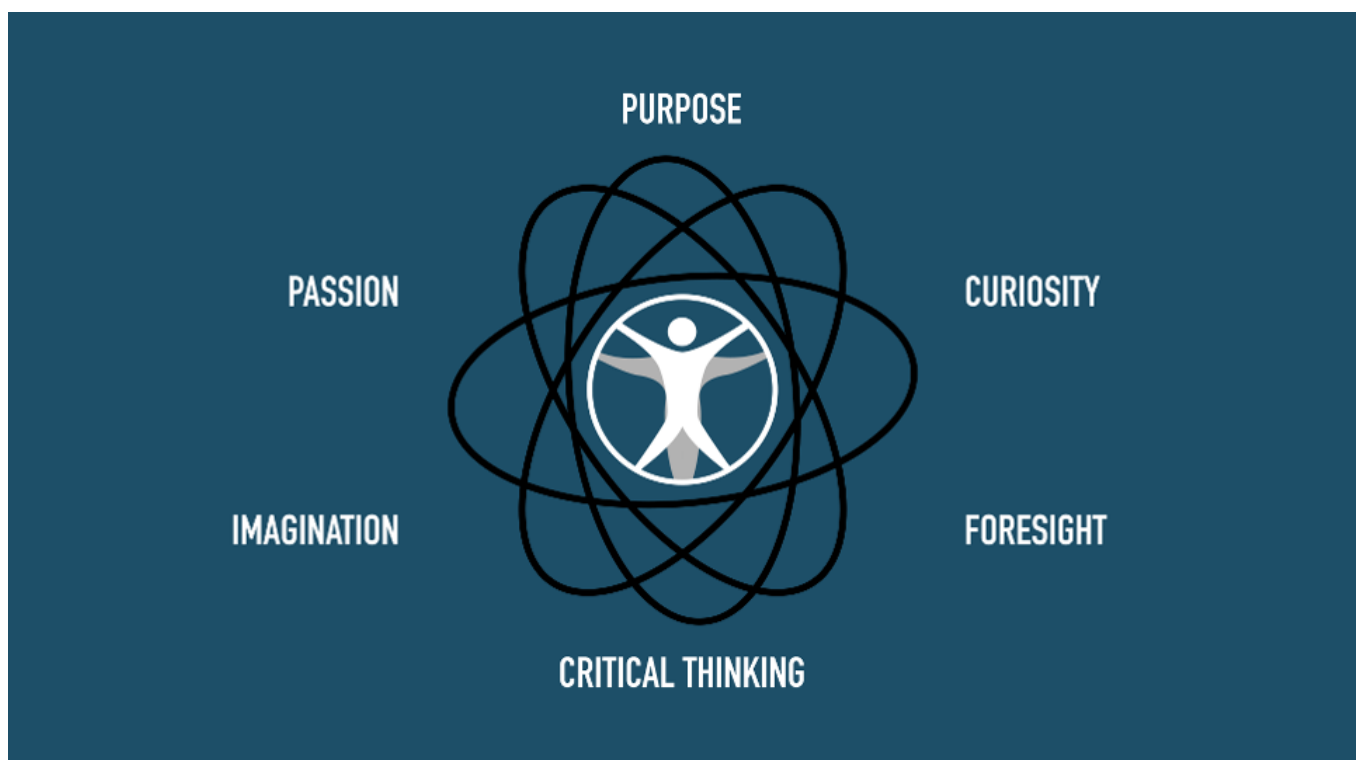 PURPOSE
PASSION
CURIOSITY
IMAGINATION
FORESIGHT
CRITICAL THINKING